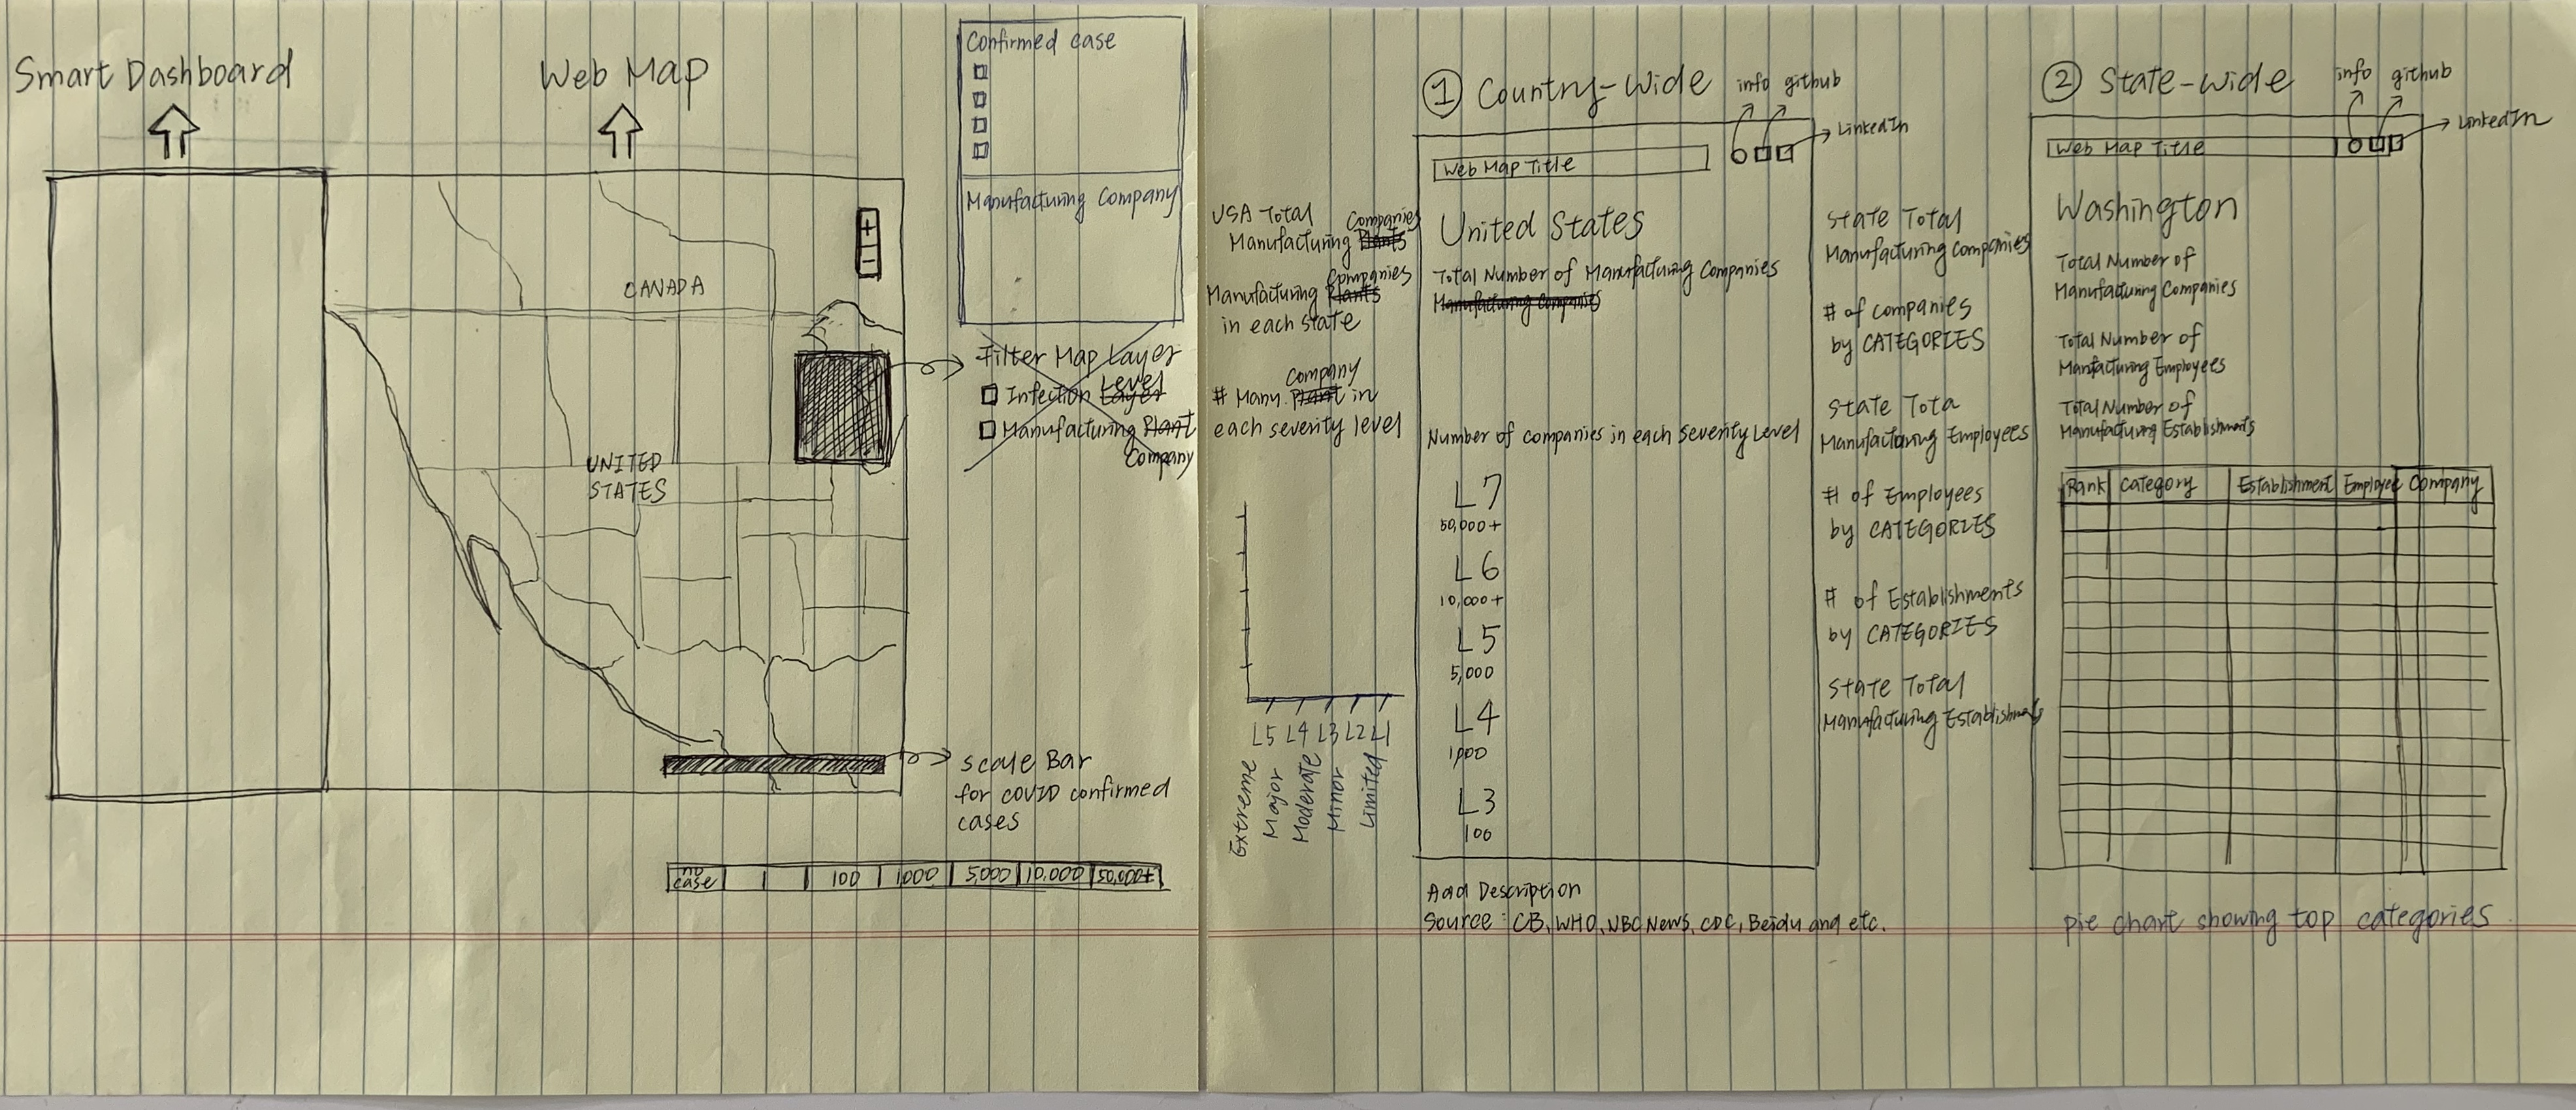 Smart Dashboard
Web Map
CANADA
UNITED
STATES
+
−
Confirmed case
Manufacturing Company
Filter Map Layer
Infection Layer Level
Manufacturing Plant
Company
Scale Bar
for COVID confirmed
cases
no case
100
1000
5,000
10,000
50,000+
USA Total
Manufacturing Plants Companies
Manufacturing Plants Companies
in each state
# Manu. Plant Company in
each severity level
L5 L4 L3 L2 L1
Extreme
Major
Moderate
Minor
Limited
1 Country-Wide
info github
LinkedIn
Web Map Title
United States
Total Number of Manufacturing Companies
Manufacturing Companies
Number of companies in each Severity Level
L7
50,000+
L6
10,000+
L5
5,000
L4
1,000
L3
100
Add Description
Source: CB, WHO, NBC News, CDC, Beidu and etc.
State Total
Manufacturing Companies
# of companies
by CATEGORIES
State Tota
Manufacturing Employees
# of Employees
by CATEGORIES
# of Establishments
by CATEGORIES
State Total
Manufacturing Establishments
2 State-Wide
info github
LinkedIn
Web Map Title
Washington
Total Number of
Manufacturing Companies
Total Number of
Manufacturing Employees
Total Number of
Manufacturing Establishments
Rank Category Establishment Employee Company
pie chart showing top categories